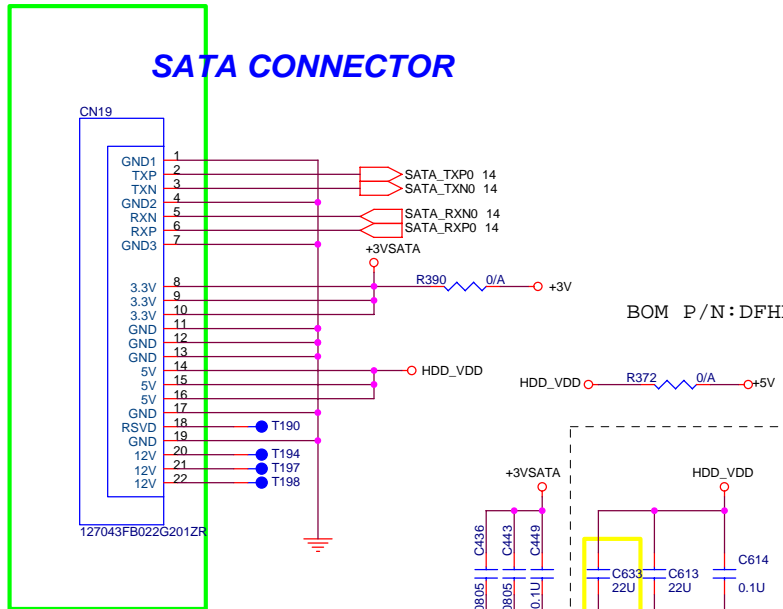 SATA CONNECTOR
CN19
GND1 1
TXP 2 SATA_TXP0 14
TXN 3 SATA_TXN0 14
GND2 4
RXN 5 SATA_RXN0 14
RXP 6 SATA_RXP0 14
GND3 7
+3VSATA
3.3V 8 R390 0/A +3V
3.3V 9
3.3V 10
BOM P/N:DFH
GND 11
GND 12
GND 13
5V 14 HDD_VDD
5V 15 HDD_VDD R372 0/A +5V
5V 16
GND 17
RSVD 18 T190
GND 19
12V 20 T194
12V 21 T197
12V 22 T198
+3VSATA HDD_VDD
127043FB022G201ZR
C436 C443 C449
0805 0805 0.1U
C633 C613 C614
22U 22U 0.1U